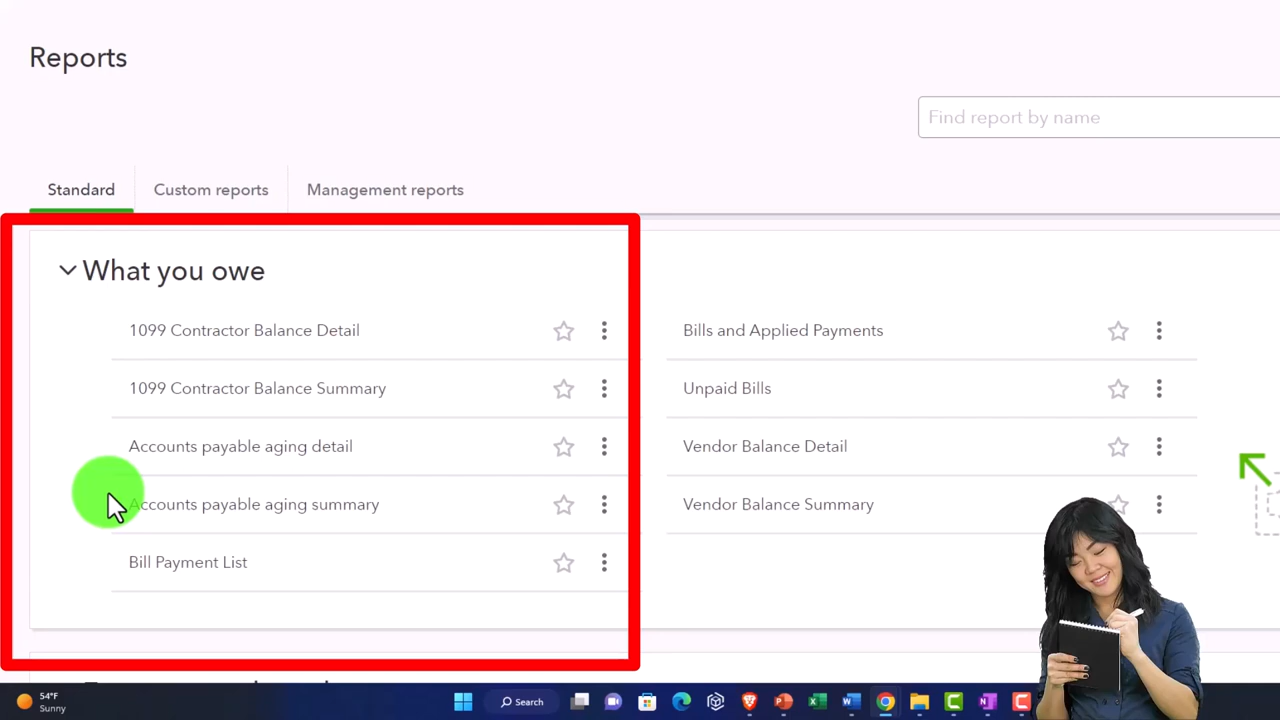 Reports
Find report by name
Standard
Custom reports
Management reports
What you owe
1099 Contractor Balance Detail
1099 Contractor Balance Summary
Accounts payable aging detail
Accounts payable aging summary
Bill Payment List
Bills and Applied Payments
Unpaid Bills
Vendor Balance Detail
Vendor Balance Summary
54°F
Sunny
Search